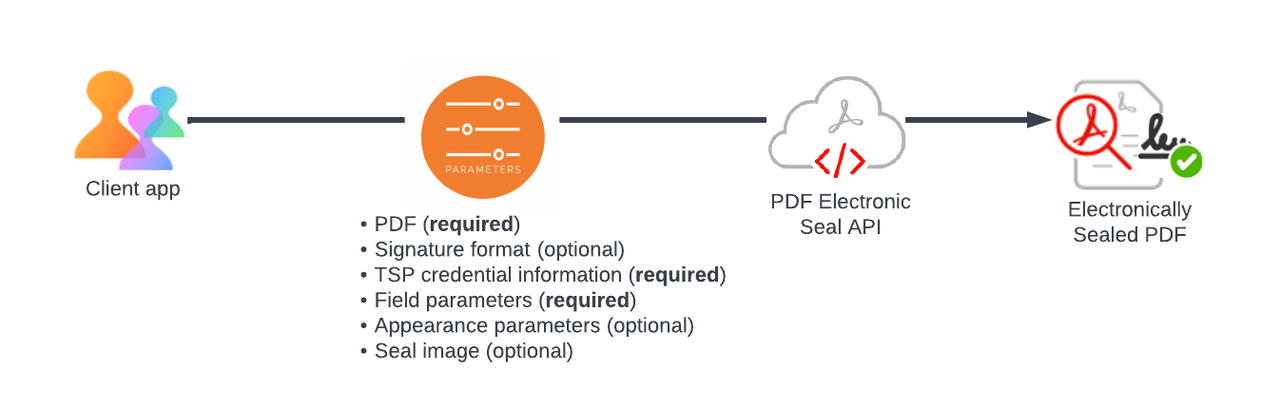 PARAMETERS
Client app
• PDF (required)
• Signature format (optional)
• TSP credential information (required)
• Field parameters (required)
• Appearance parameters (optional)
• Seal image (optional)
PDF Electronic
Seal API
Electronically
Sealed PDF